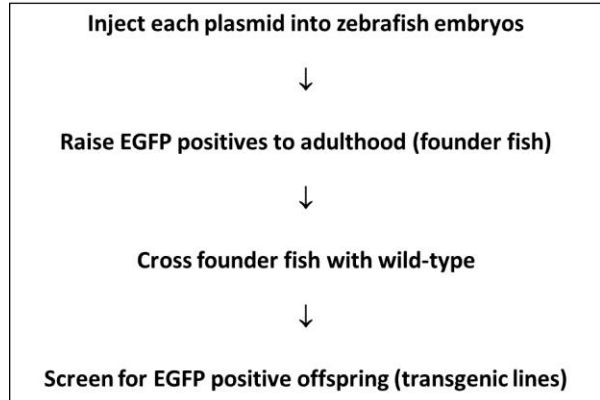 Inject each plasmid into zebrafish embryos
↓
Raise EGFP positives to adulthood (founder fish)
↓
Cross founder fish with wild-type
↓
Screen for EGFP positive offspring (transgenic lines)